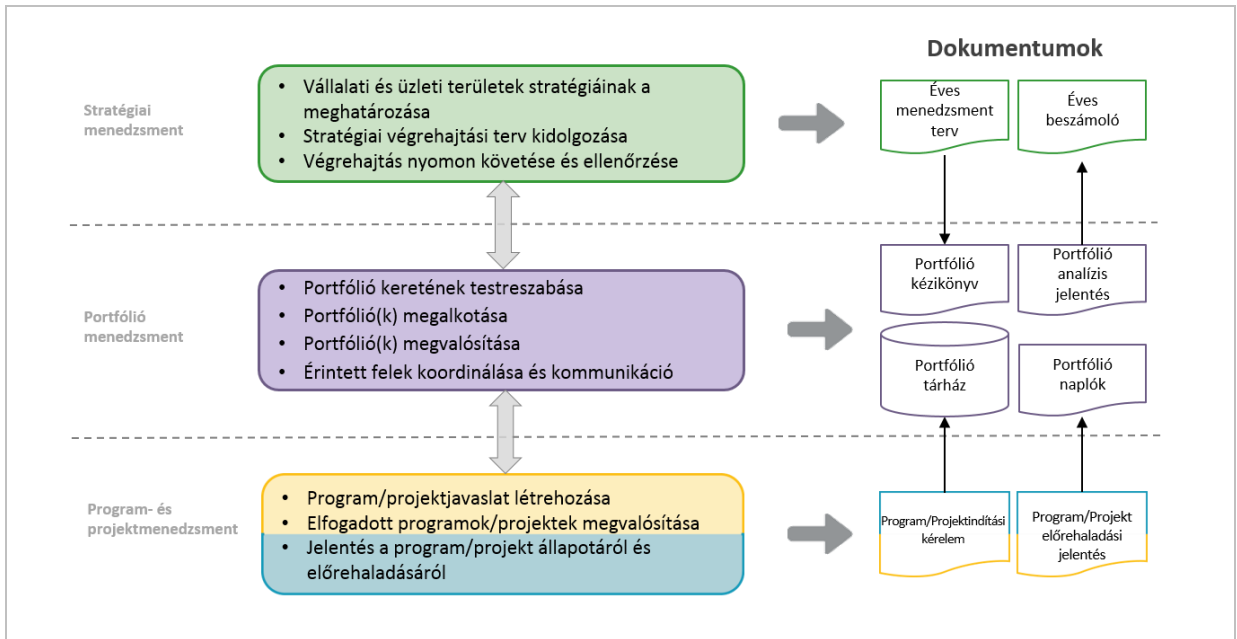 Dokumentumok
Stratégiai
menedzsment
• Vállalati és üzleti területek stratégiáinak a
meghatározása
• Stratégiai végrehajtási terv kidolgozása
• Végrehajtás nyomon követése és ellenőrzése
Éves
menedzsment
terv
Éves
beszámoló
Portfólió
menedzsment
• Portfólió keretének testreszabása
• Portfólió(k) megalkotása
• Portfólió(k) megvalósítása
• Érintett felek koordinálása és kommunikáció
Portfólió
kézikönyv
Portfólió
analízis
jelentés
Portfólió
tárház
Portfólió
naplók
Program- és
projektmenedzsment
• Program/projektjavaslat létrehozása
• Elfogadott programok/projektek megvalósítása
• Jelentés a program/projekt állapotáról és
előrehaladásáról
Program/Projektindítási
kérelem
Program/Projekt
előrehaladási
jelentés